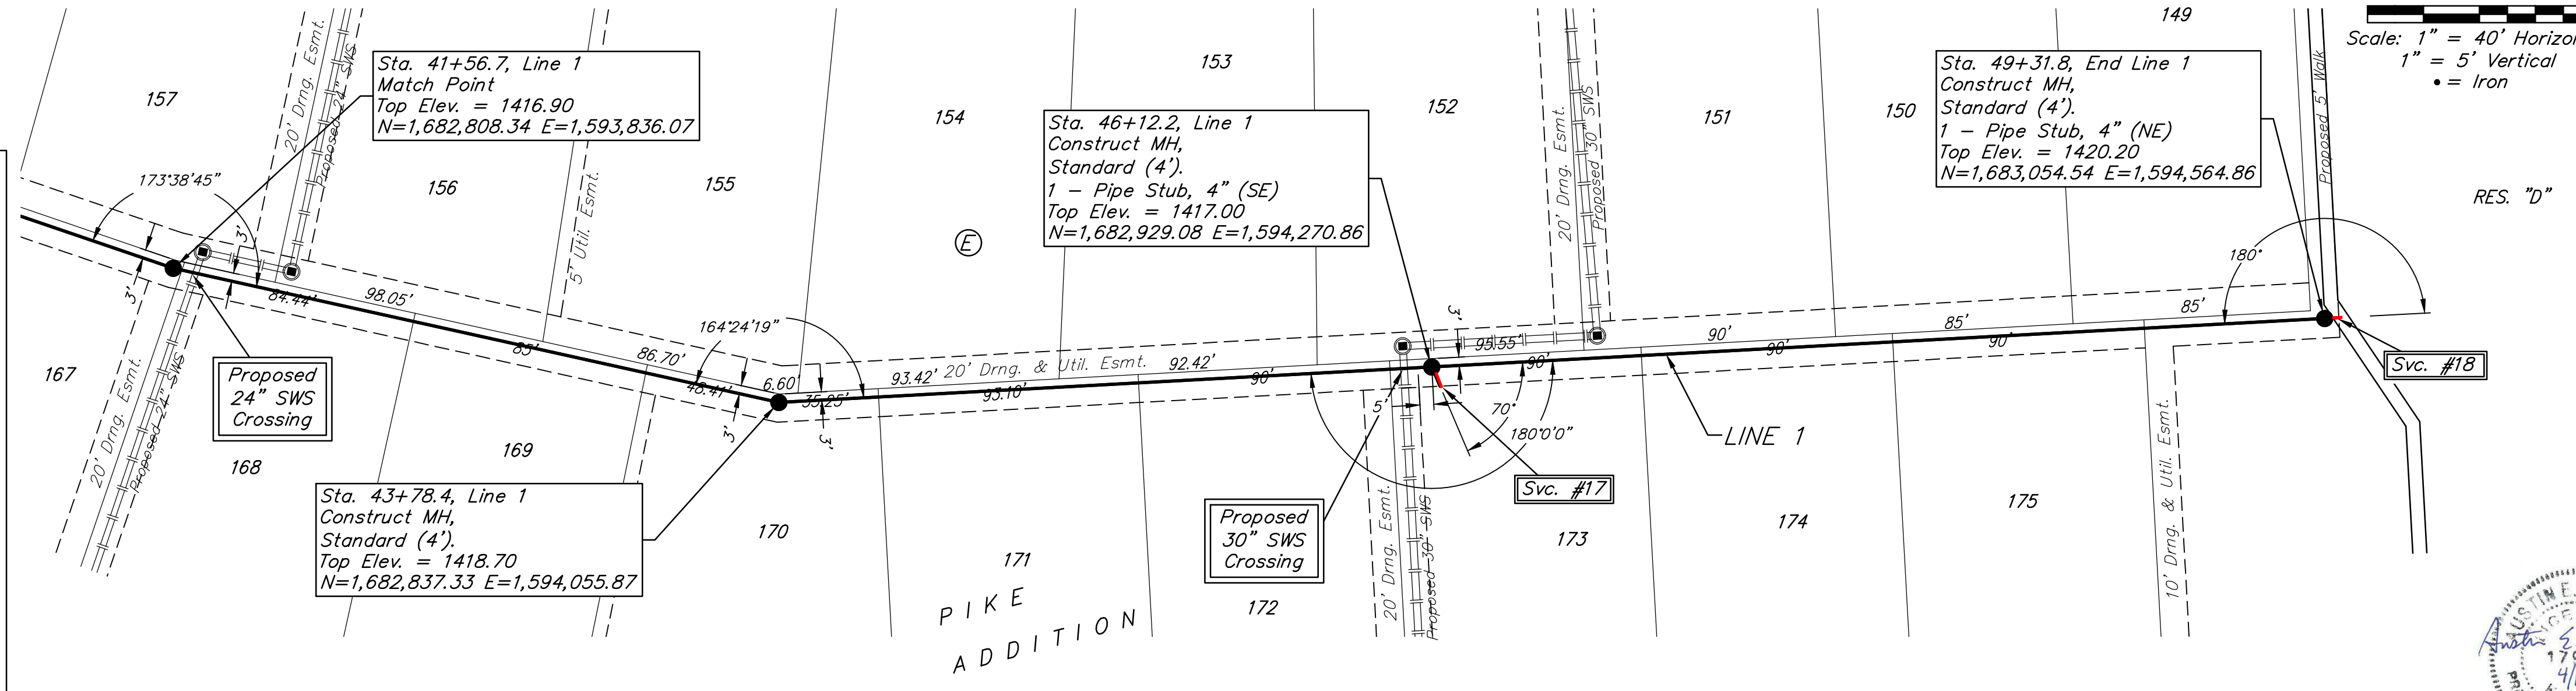 149
Scale: 1" = 40' Horizon
1" = 5' Vertical
• = Iron
157
20' Drng. Esmt.
Proposed 24" SWS
Sta. 41+56.7, Line 1
Match Point
Top Elev. = 1416.90
N=1,682,808.34 E=1,593,836.07
156
5' Util. Esmt.
155
154
153
Sta. 46+12.2, Line 1
Construct MH,
Standard (4').
1 - Pipe Stub, 4" (SE)
Top Elev. = 1417.00
N=1,682,929.08 E=1,594,270.86
152
20' Drng. Esmt.
Proposed 30" SWS
151
150
Sta. 49+31.8, End Line 1
Construct MH,
Standard (4').
1 - Pipe Stub, 4" (NE)
Top Elev. = 1420.20
N=1,683,054.54 E=1,594,564.86
Proposed 5' Walk
RES. "D"
173°38'45"
3'
3'
84.44'
98.05'
85'
86.70'
48.41'
164°24'19"
3'
6.60'
35.25'
3'
93.42'
20' Drng. & Util. Esmt.
93.10'
92.42'
90'
E
3'
95.55'
90'
90'
90'
85'
90'
85'
180°
5'
70°
180°0'0"
LINE 1
Svc. #17
Svc. #18
167
20' Drng. Esmt.
Proposed 24" SWS
Proposed
24" SWS
Crossing
168
169
Sta. 43+78.4, Line 1
Construct MH,
Standard (4').
Top Elev. = 1418.70
N=1,682,837.33 E=1,594,055.87
170
171
PIKE
ADDITION
Proposed
30" SWS
Crossing
172
20' Drng. Esmt.
Proposed 30" SWS
173
174
175
10' Drng. & Util. Esmt.
AUSTIN E.